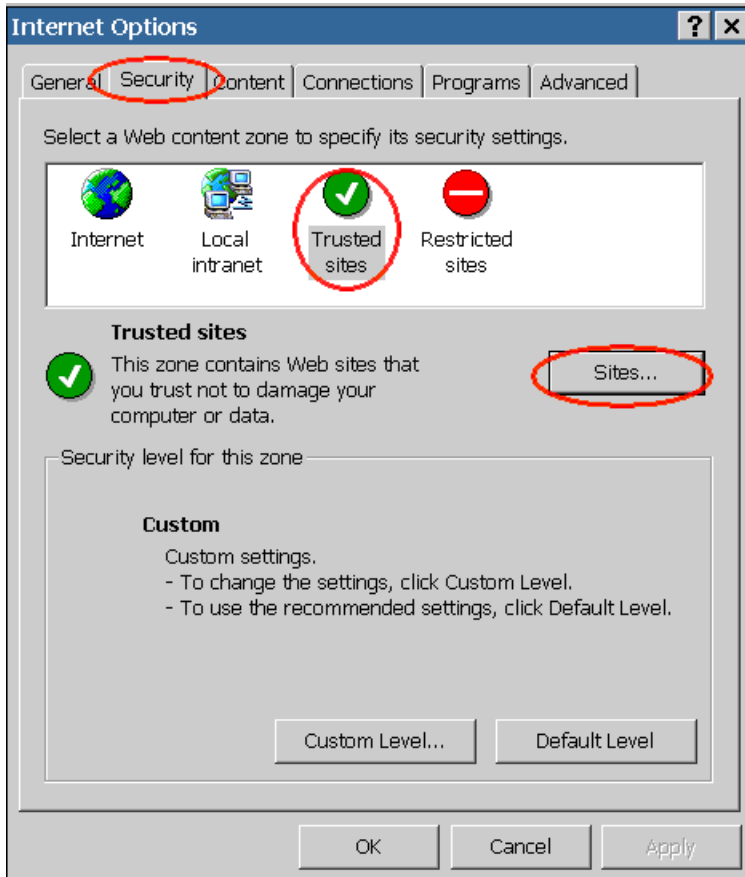 Internet Options
General Security Content Connections Programs Advanced
Select a Web content zone to specify its security settings.
Internet
Local
intranet
Trusted
sites
Restricted
sites
Trusted sites
This zone contains Web sites that
you trust not to damage your
computer or data.
Sites...
Security level for this zone
Custom
Custom settings.
- To change the settings, click Custom Level.
- To use the recommended settings, click Default Level.
Custom Level... Default Level
OK Cancel Apply